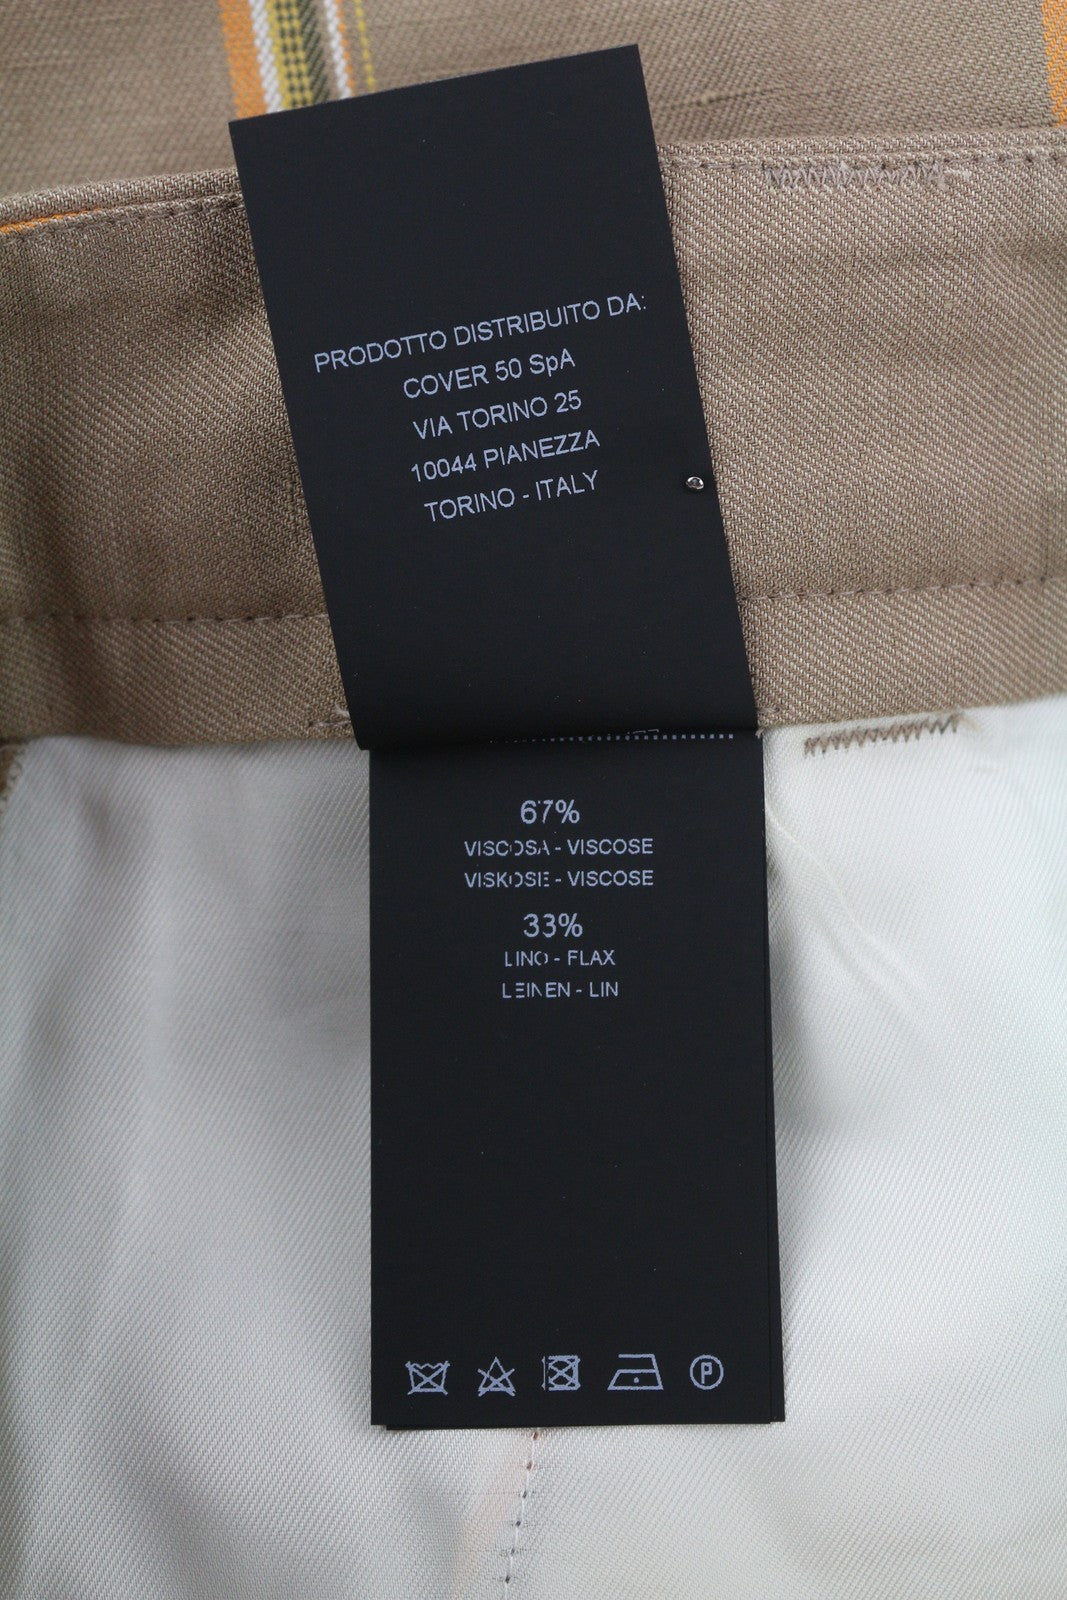 PRODOTTO DISTRIBUITO DA:
COVER 50 SpA
VIA TORINO 25
10044 PIANEZZA
TORINO - ITALY
67%
VISCOSA - VISCOSE
VISKOSE - VISCOSE
33%
LINO - FLAX
LEINEN - LIN
P